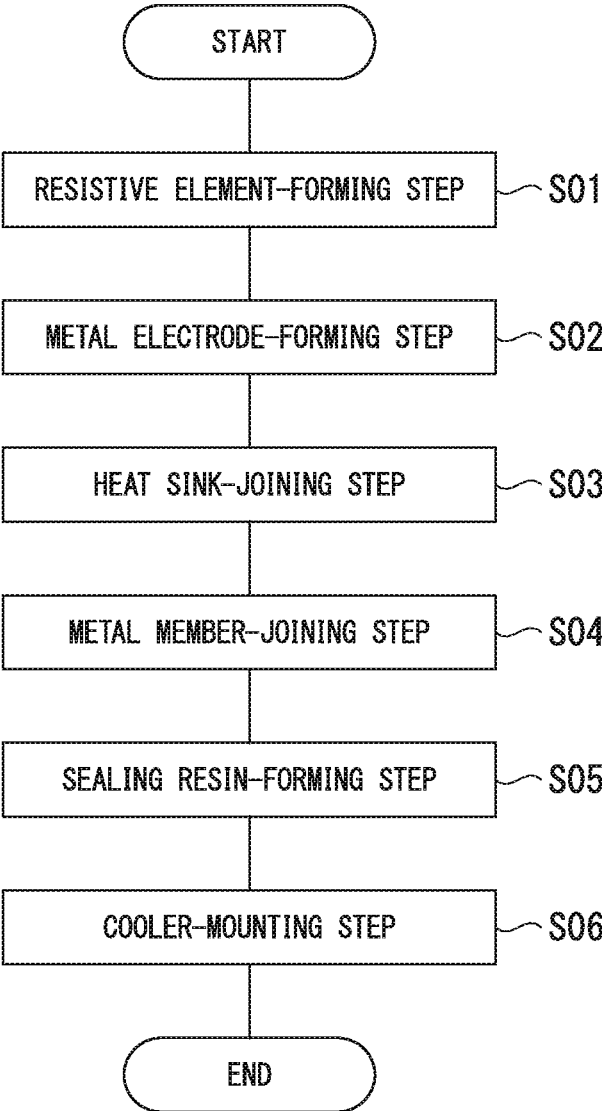 START
RESISTIVE ELEMENT-FORMING STEP S01
METAL ELECTRODE-FORMING STEP S02
HEAT SINK-JOINING STEP S03
METAL MEMBER-JOINING STEP S04
SEALING RESIN-FORMING STEP S05
COOLER-MOUNTING STEP S06
END